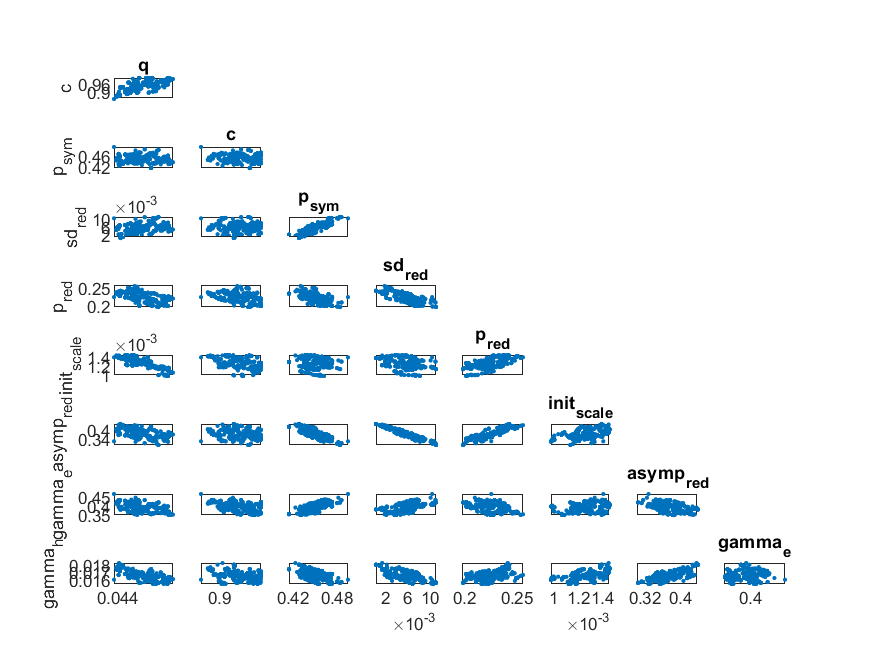 q
c
0.96
0.9
c
p_sym
0.46
0.42
p_sym
×10^-3
sd_red
10
6
2
sd_red
p_red
0.25
0.2
p_red
×10^-3
init_scale
1.4
1.2
1
init_scale
asymp_red
0.4
0.34
asymp_red
gamma_e
0.45
0.4
0.35
gamma_e
gamma_h
0.018
0.017
0.016
0.044
0.9
0.42 0.48
2 6 10
0.2 0.25
1 1.2 1.4
0.32 0.4
0.4
×10^-3
×10^-3